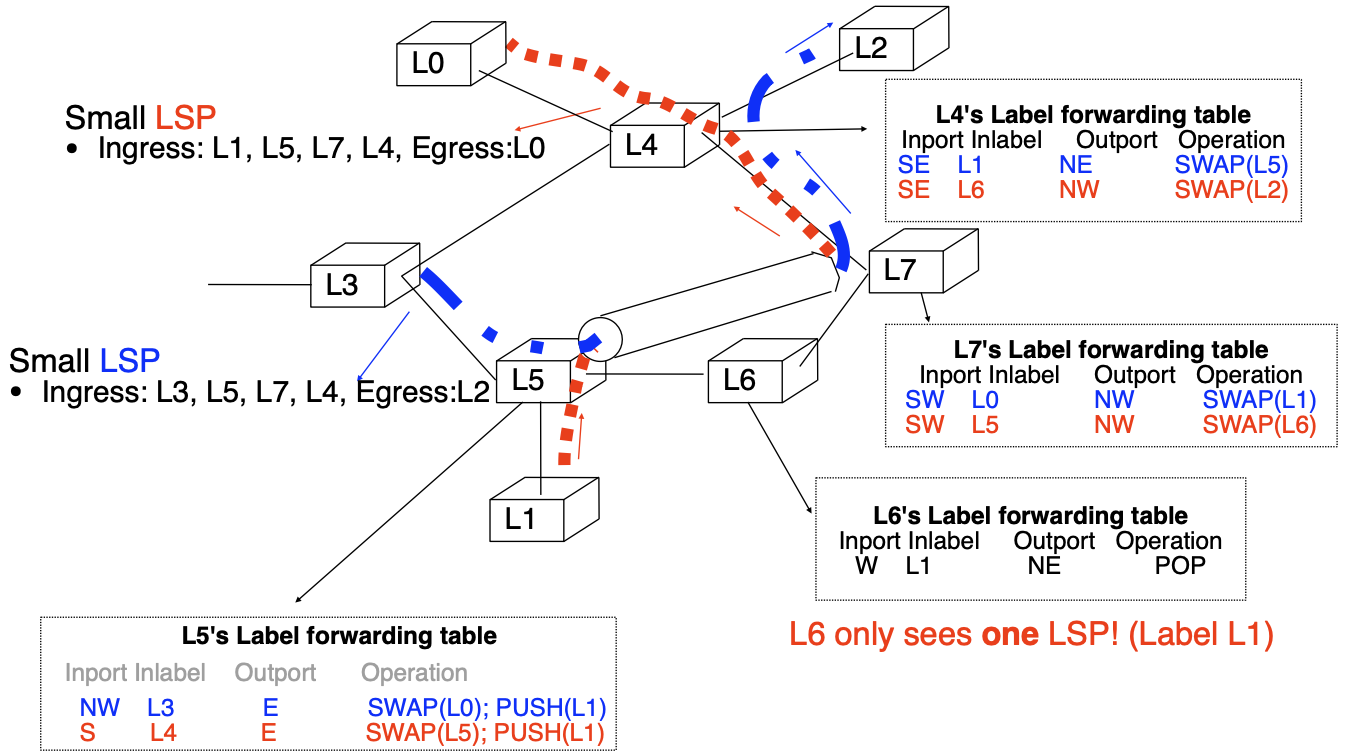 L0
L2
Small LSP
• Ingress: L1, L5, L7, L4, Egress:L0
L4
L4's Label forwarding table
Inport Inlabel Outport Operation
SE L1 NE SWAP(L5)
SE L6 NW SWAP(L2)
L3
L7
Small LSP
• Ingress: L3, L5, L7, L4, Egress:L2
L5
L6
L7's Label forwarding table
Inport Inlabel Outport Operation
SW L0 NW SWAP(L1)
SW L5 NW SWAP(L6)
L1
L6's Label forwarding table
Inport Inlabel Outport Operation
W L1 NE POP
L6 only sees one LSP! (Label L1)
L5's Label forwarding table
Inport Inlabel Outport Operation
NW L3 E SWAP(L0); PUSH(L1)
S L4 E SWAP(L5); PUSH(L1)